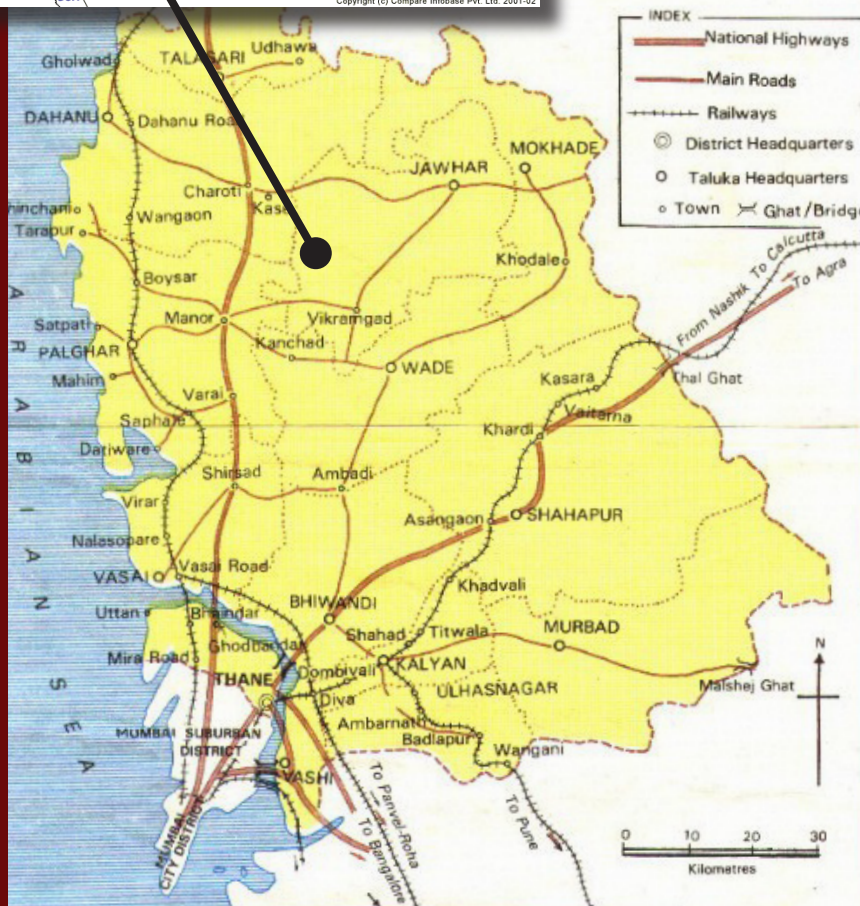 Copyright (c) Compare Infobase Pvt. Ltd. 2001-02
INDEX
National Highways
Main Roads
Railways
District Headquarters
Taluka Headquarters
Town
Ghat/Bridge
Gholwad
TALASARI
Udhawa
DAHANU
Dahanu Road
MOKHADE
JAWHAR
Charoti
Kasa
hinchani
Tarapur
Wangaon
Khodale
From Nashik To Calcutta
To Agra
Boysar
Satpati
Manor
Vikramgad
PALGHAR
Kanchad
WADE
Mahim
Varai
Kasara
Thal Ghat
Saphale
Khardi
Vaitarna
Datiware
Shirsad
Ambadi
Virar
Asangaon
SHAHAPUR
Nalasopare
VASAI
Vasai Road
Khadvali
BHIWANDI
Uttan
Bhaindar
Shahad
Titwala
MURBAD
Ghodbandar
Mira Road
Dombivali
KALYAN
N
THANE
Malshej Ghat
Diva
ULHASNAGAR
Ambarnath
MUMBAI SUBURBAN
DISTRICT
Badlapur
Wangani
VASHI
MUMBAI
CITY DISTRICT
To Panvel-Roha
To Bangalore
To Pune
ARABIAN SEA
0 10 20 30
Kilometres